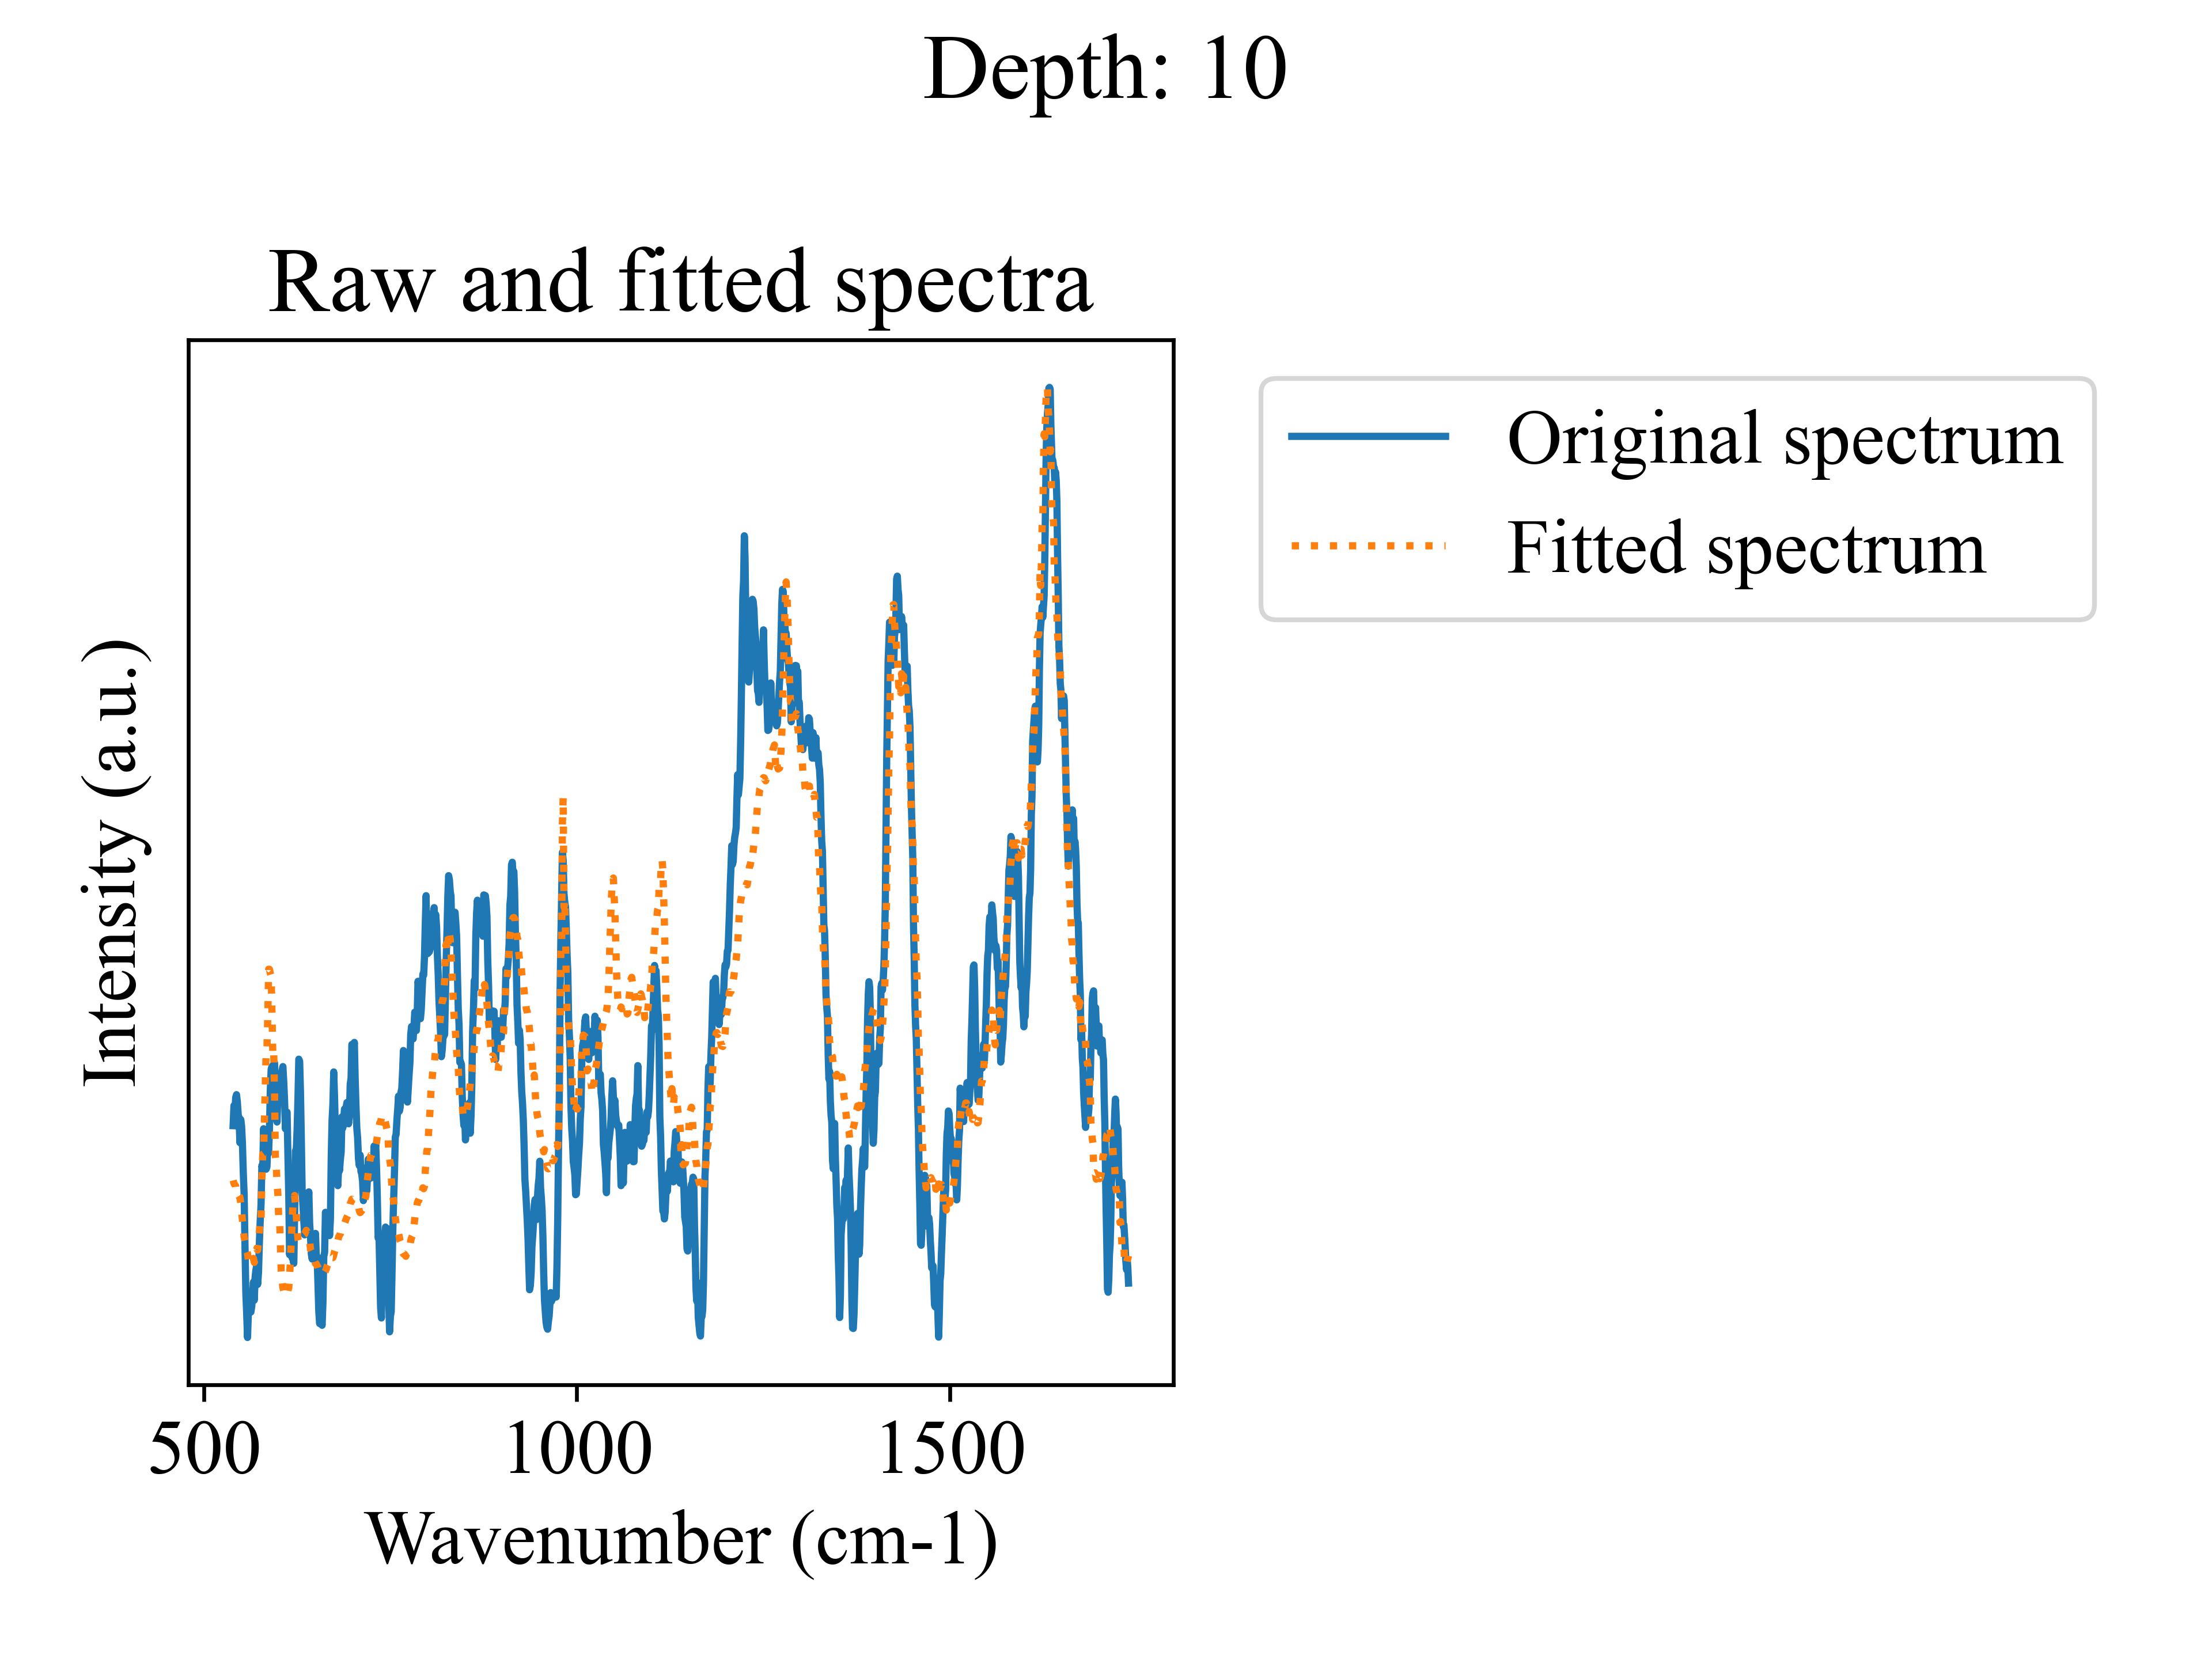 Depth: 10
Raw and fitted spectra
Original spectrum
Fitted spectrum
Intensity (a.u.)
500 1000 1500
Wavenumber (cm-1)